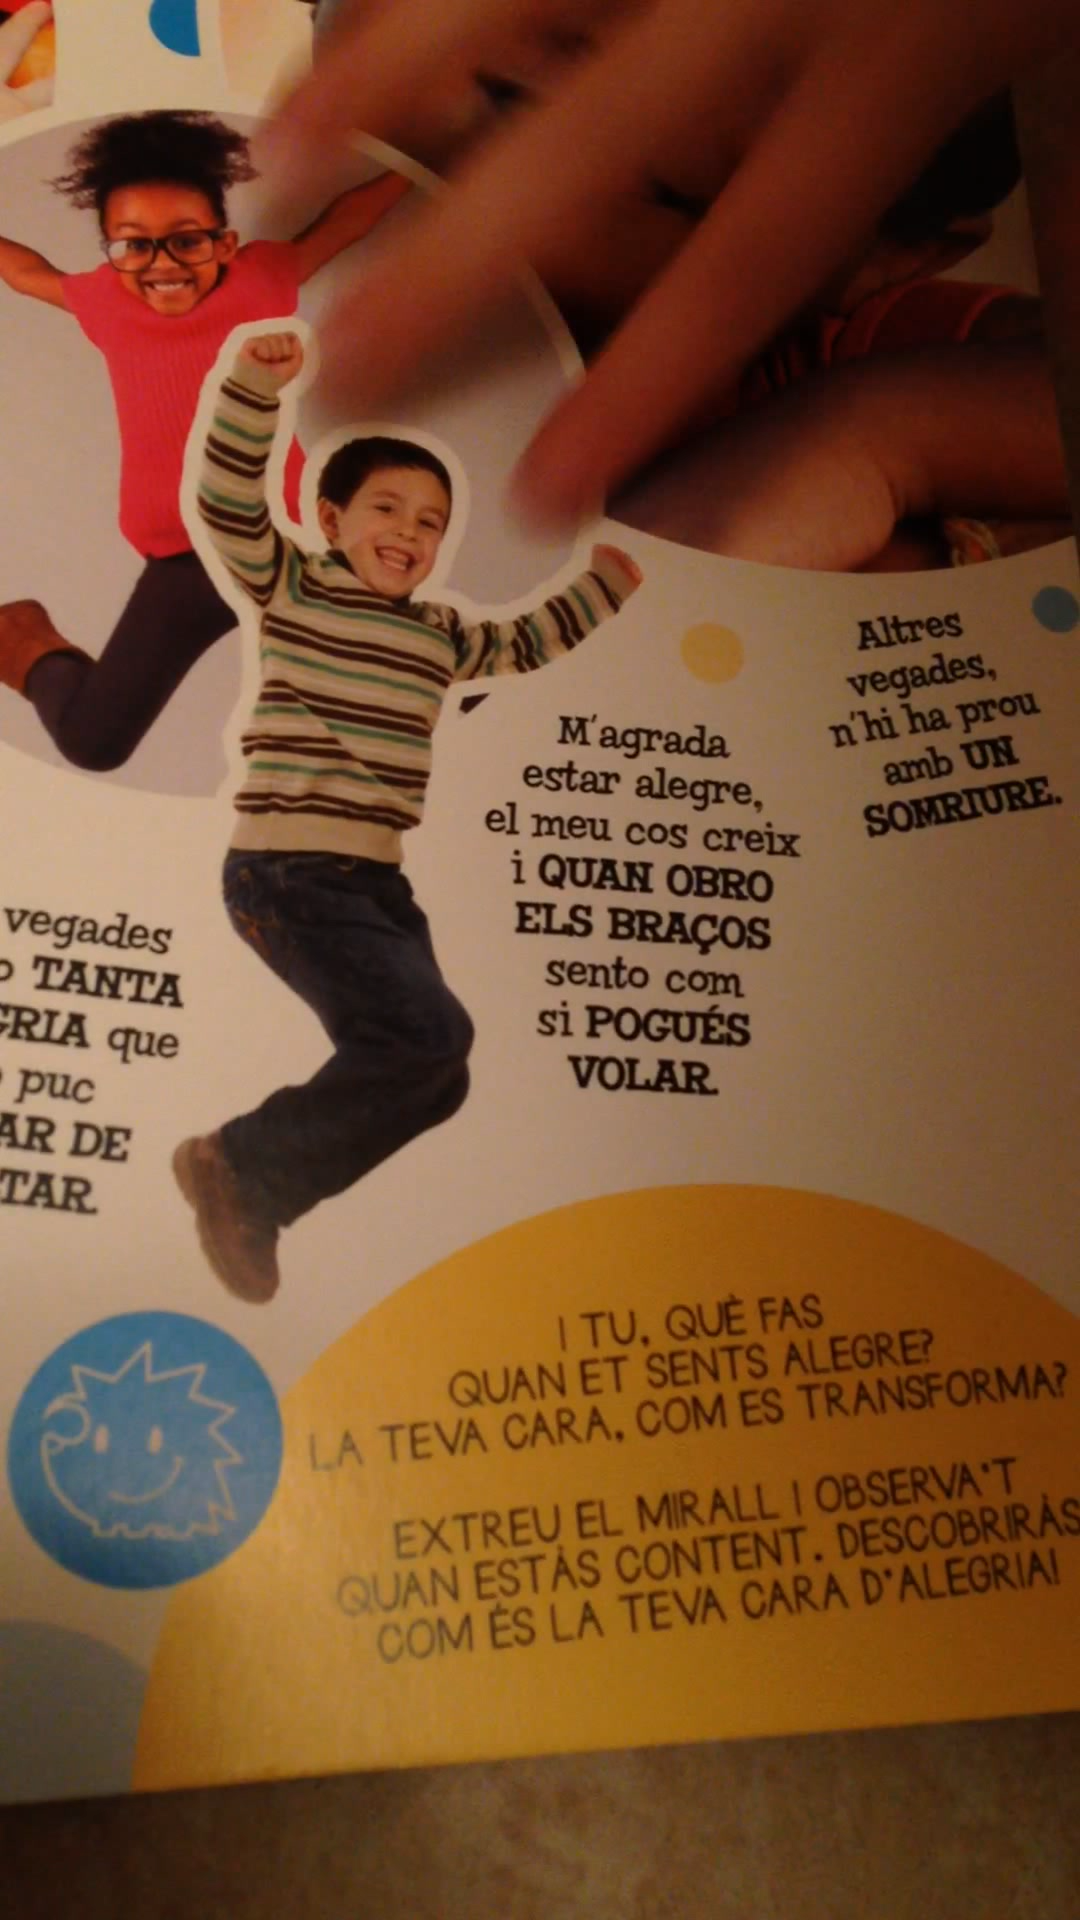 vegades
TANTA
GRIA que
puc
AR DE
TAR.
M'agrada
estar alegre,
el meu cos creix
i QUAN OBRO
ELS BRAÇOS
sento com
si POGUÉS
VOLAR.
Altres
vegades,
n'hi ha prou
amb UN
SOMRIURE.
I TU, QUÈ FAS
QUAN ET SENTS ALEGRE?
LA TEVA CARA, COM ES TRANSFORMA?
EXTREU EL MIRALL I OBSERVA'T
QUAN ESTÀS CONTENT. DESCOBRIRÀS
COM ÉS LA TEVA CARA D'ALEGRIA!